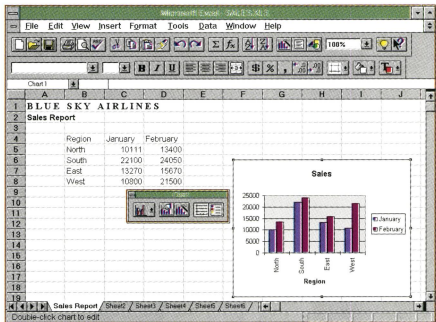 Microsoft Excel - SALES.XLS
File Edit View Insert Format Tools Data Window Help
100%
B I U $ % ,
Chart 1
A B C D E F G H I J
1 BLUE SKY AIRLINES
2 Sales Report
3
4 Region January February
5 North 10111 13400
6 South 22100 24050
7 East 13270 15670
8 West 10800 21500
9
10
11
12
13
14
15
16
17
18
19
Sales
25000
20000
15000
10000
5000
0
North South East West
Region
January
February
Sales Report Sheet2 Sheet3 Sheet4 Sheet5 Sheet6
Double-click chart to edit